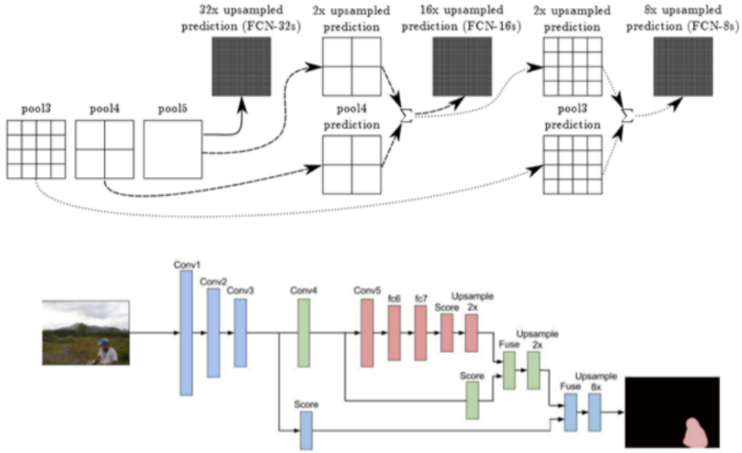 32x upsampled
prediction (FCN-32s)
2x upsampled
prediction
16x upsampled
prediction (FCN-16s)
2x upsampled
prediction
8x upsampled
prediction (FCN-8s)
pool3
pool4
pool5
pool4
prediction
Σ
pool3
prediction
Σ
Conv1
Conv2
Conv3
Conv4
Conv5
fc6
fc7
Score
Upsample
2x
Fuse
Upsample
2x
Score
Fuse
Upsample
8x
Score